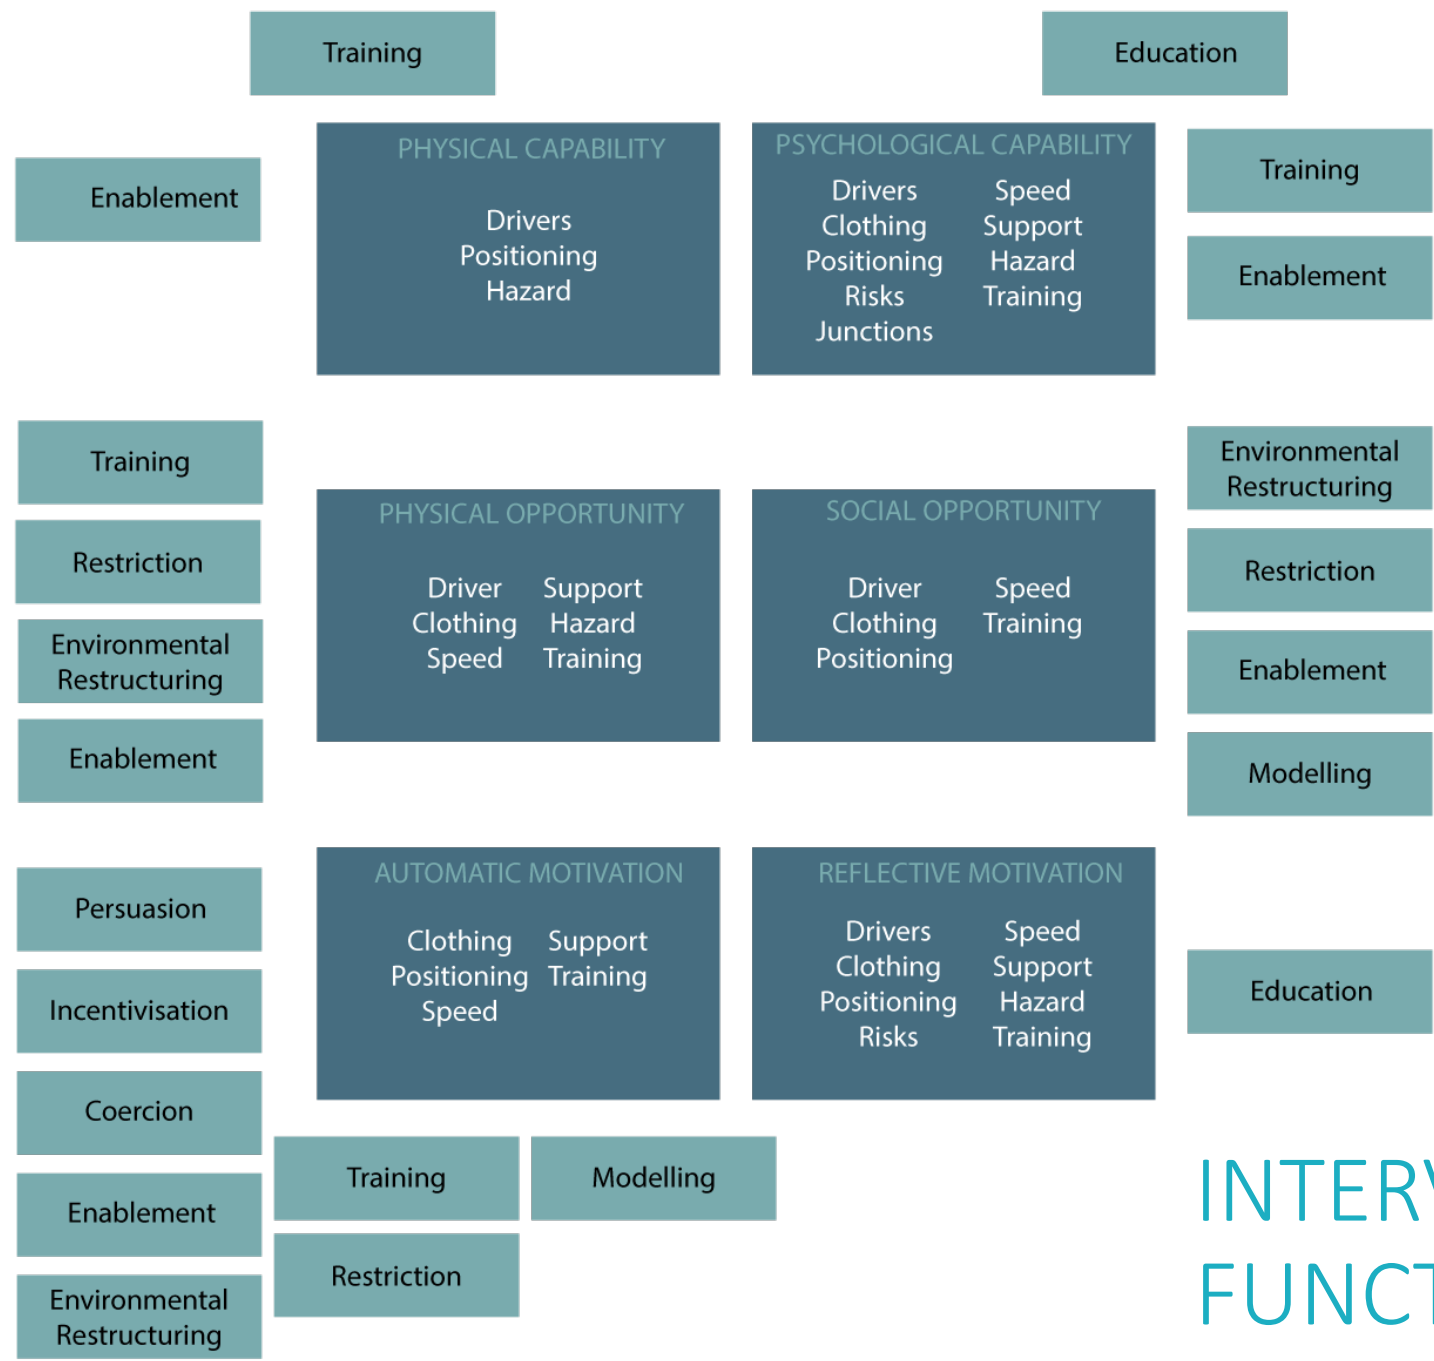 Training
Education
Enablement
PHYSICAL CAPABILITY
Drivers
Positioning
Hazard
PSYCHOLOGICAL CAPABILITY
Drivers Speed
Clothing Support
Positioning Hazard
Risks Training
Junctions
Training
Enablement
Training
Restriction
Environmental
Restructuring
Enablement
PHYSICAL OPPORTUNITY
Driver Support
Clothing Hazard
Speed Training
SOCIAL OPPORTUNITY
Driver Speed
Clothing Training
Positioning
Environmental
Restructuring
Restriction
Enablement
Modelling
Persuasion
Incentivisation
Coercion
Enablement
Environmental
Restructuring
AUTOMATIC MOTIVATION
Clothing Support
Positioning Training
Speed
REFLECTIVE MOTIVATION
Drivers Speed
Clothing Support
Positioning Hazard
Risks Training
Education
Training
Modelling
Restriction